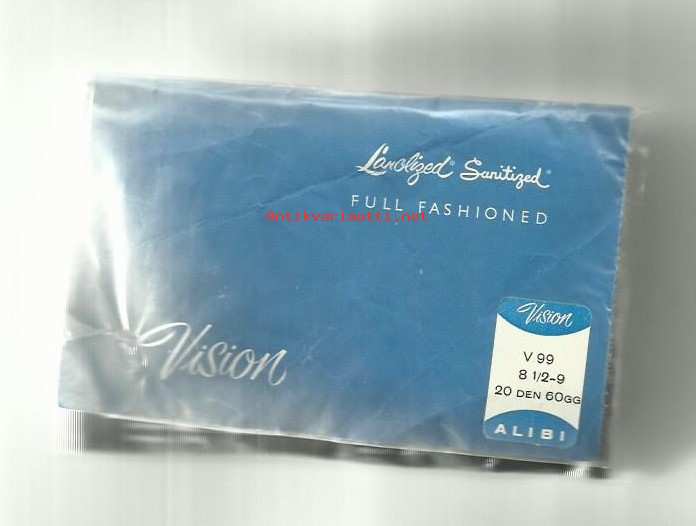 Lanolized® Sanitized®
FULL FASHIONED
Antikvariaatti.net
Vision
Vision
V 99
8 1/2-9
20 DEN 60GG
ALIBI